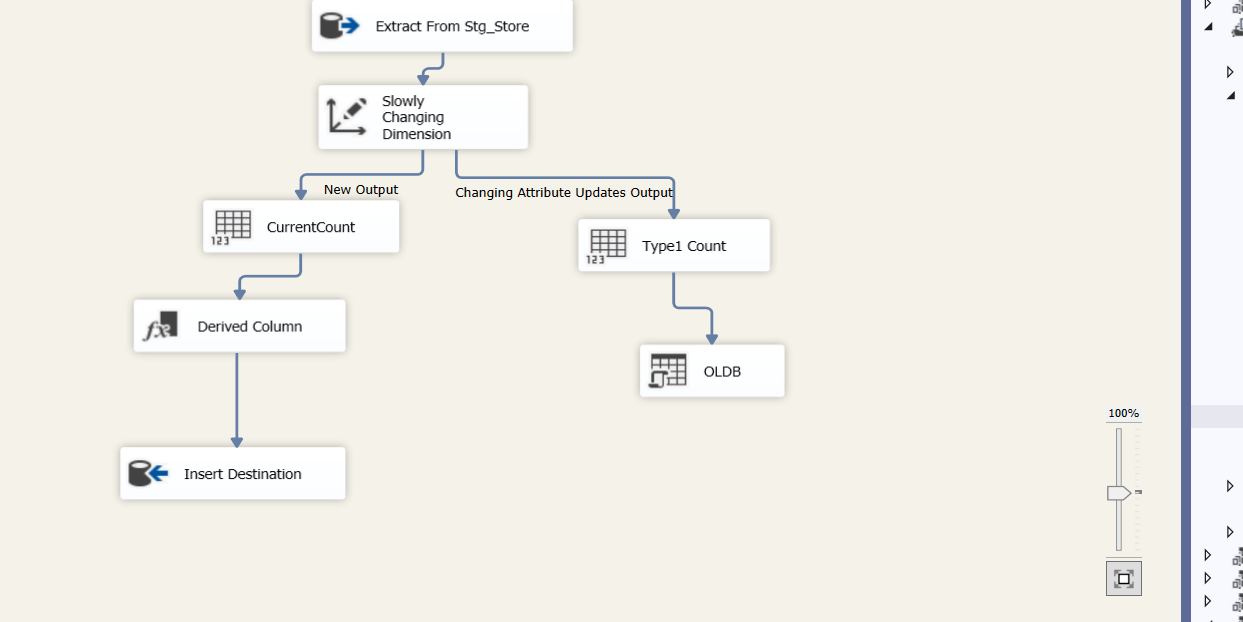 Extract From Stg_Store
Slowly
Changing
Dimension
New Output
Changing Attribute Updates Output
123
CurrentCount
123
Type1 Count
fx
Derived Column
OLDB
100%
Insert Destination